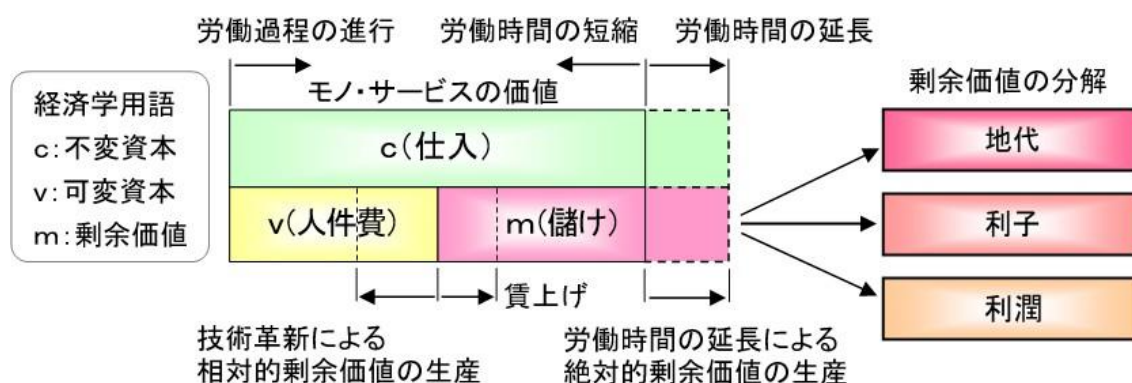 労働過程の進行
労働時間の短縮
労働時間の延長
経済学用語
c:不変資本
v:可変資本
m:剰余価値
モノ・サービスの価値
c(仕入)
v(人件費)
m(儲け)
賃上げ
技術革新による
相対的剰余価値の生産
労働時間の延長による
絶対的剰余価値の生産
剰余価値の分解
地代
利子
利潤